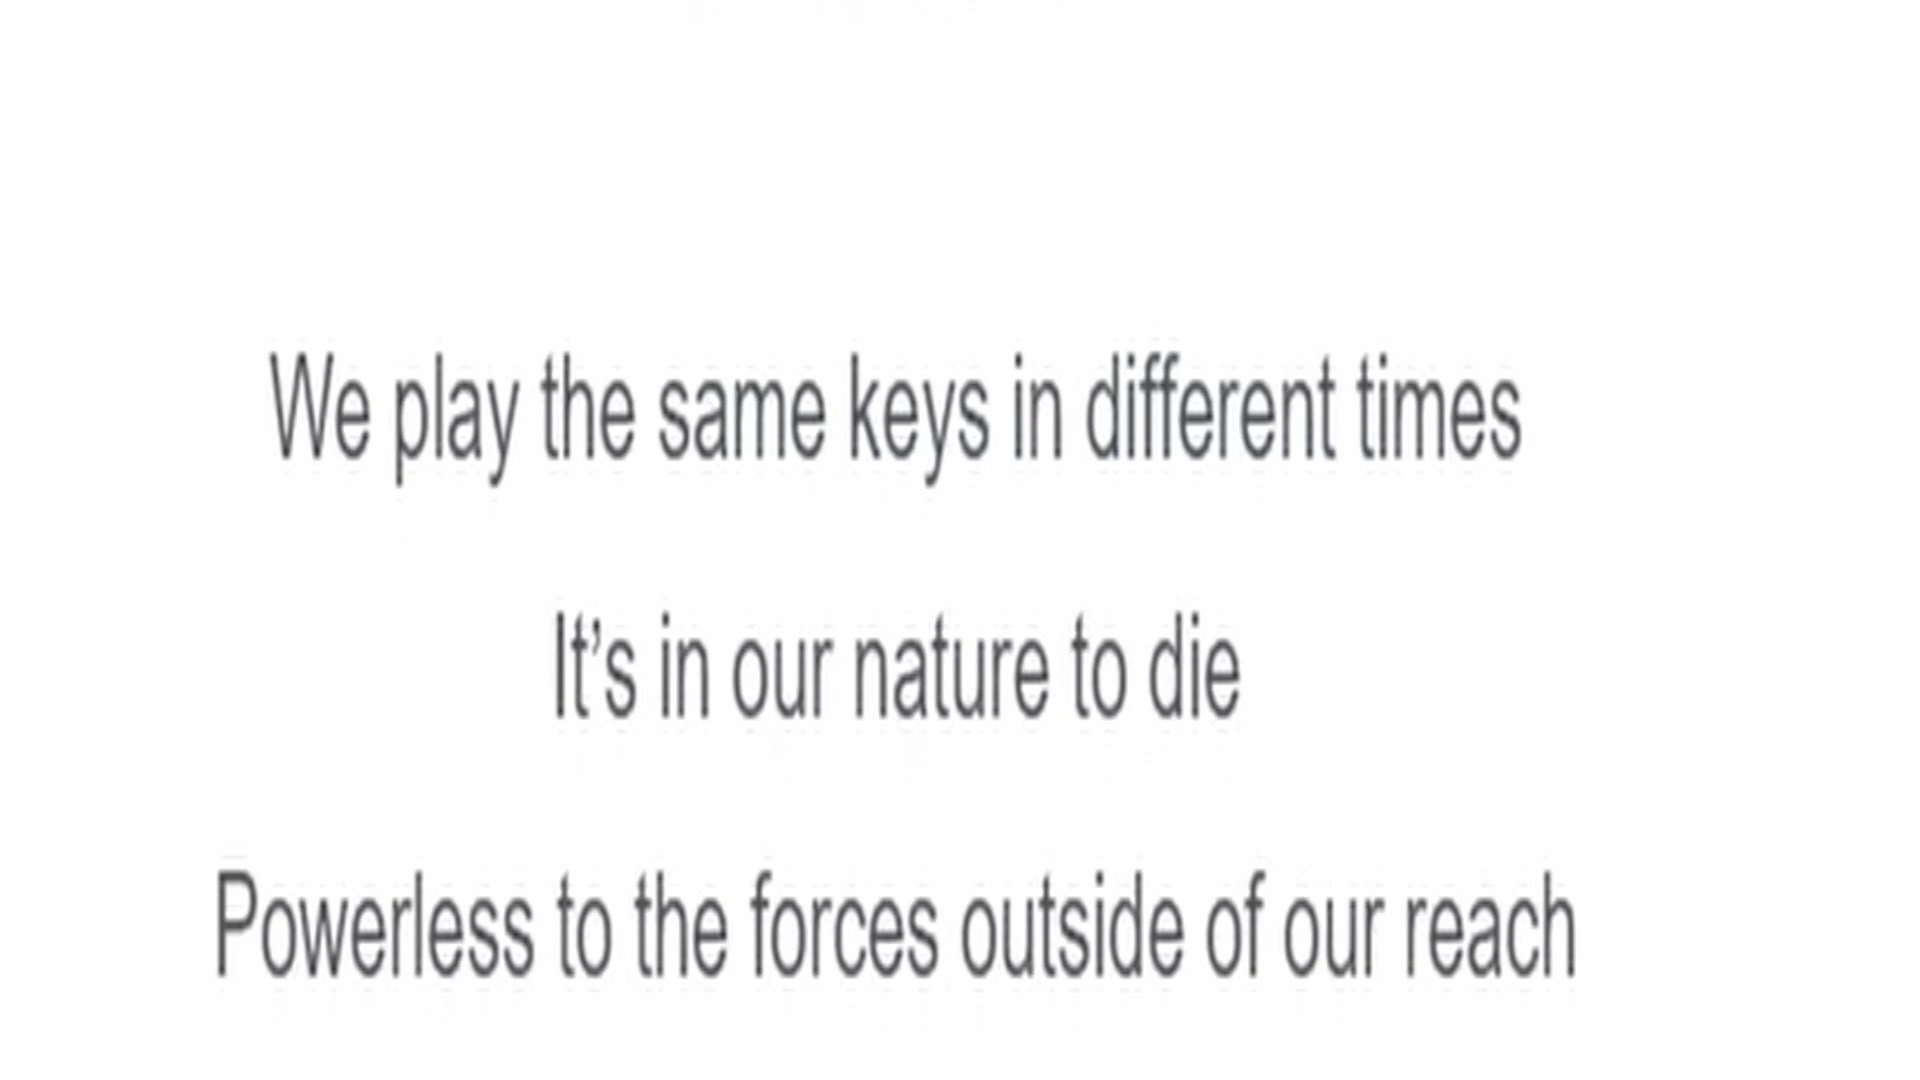 We play the same keys in different times
It’s in our nature to die
Powerless to the forces outside of our reach